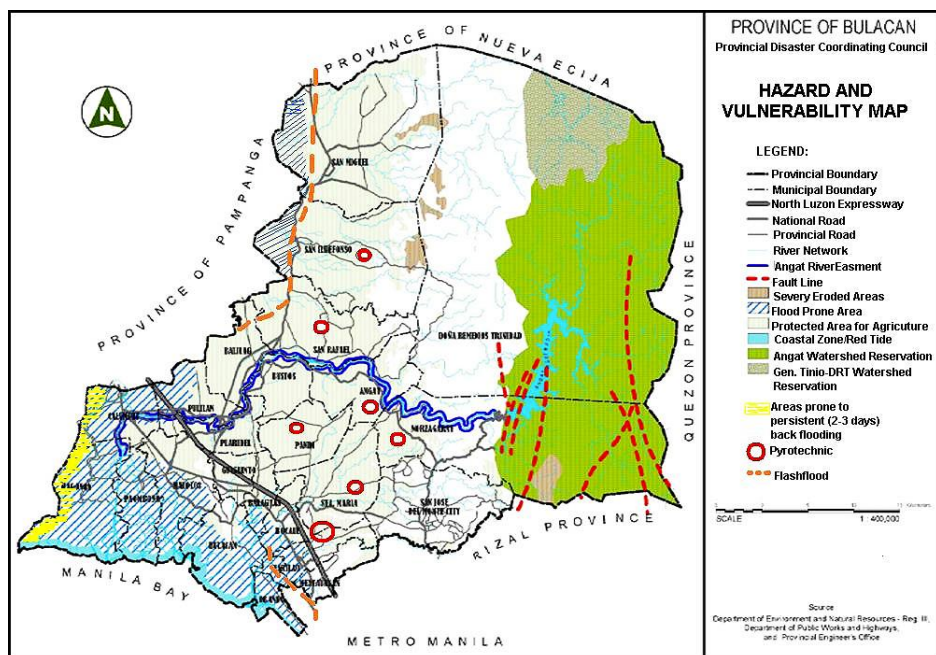 PROVINCE OF BULACAN
Provincial Disaster Coordinating Council
HAZARD AND
VULNERABILITY MAP
LEGEND:
Provincial Boundary
Municipal Boundary
North Luzon Expressway
National Road
Provincial Road
River Network
Angat RiverEasment
Fault Line
Severy Eroded Areas
Flood Prone Area
Protected Area for Agricuture
Coastal Zone/Red Tide
Angat Watershed Reservation
Gen. Tinio-DRT Watershed
Reservation
Areas prone to
persistent (2-3 days)
back flooding
Pyrotechnic
Flashflood
SCALE
1 : 400,000
Source
Department of Environment and Natural Resources - Reg. III,
Department of Public Works and Highways,
and Provincial Engineer's Office
N
PROVINCE OF NUEVA ECIJA
PROVINCE OF PAMPANGA
QUEZON PROVINCE
RIZAL PROVINCE
MANILA BAY
METRO MANILA
SAN MIGUEL
SAN ILDEFONSO
DOÑA REMEDIOS TRINIDAD
SAN RAFAEL
BALIUAG
BUSTOS
ANGAT
NORZAGARAY
PULILAN
PLARIDEL
PANDI
GUIGUINTO
BALAGTAS
MALOLOS
PAOMBONG
HAGONOY
BULACAN
BOCAUE
STA. MARIA
SAN JOSE
DEL MONTE CITY